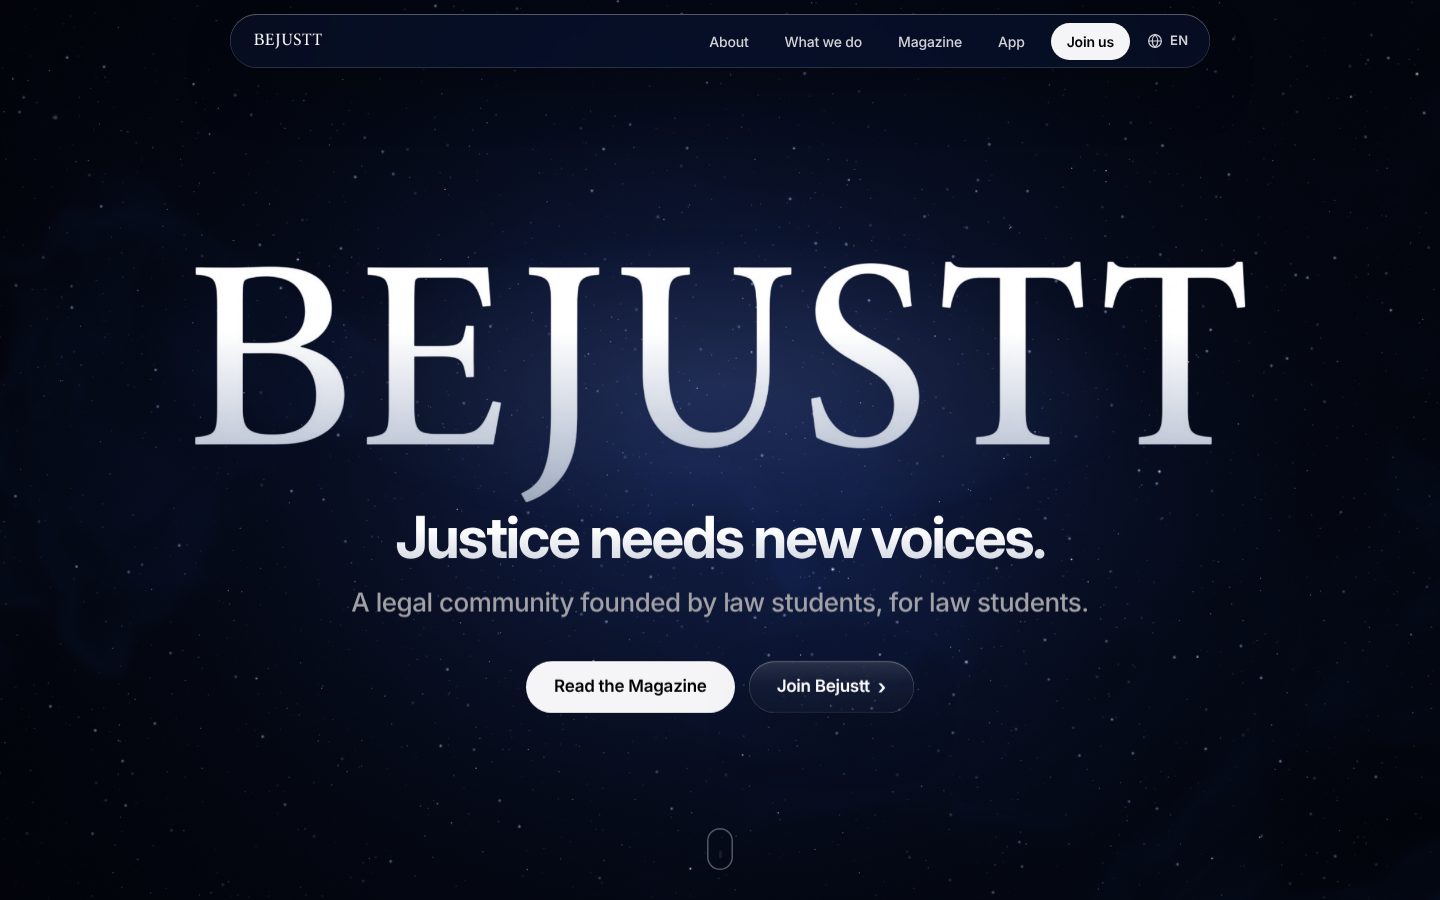 BEJUSTT
About
What we do
Magazine
App
Join us
EN
BEJUSTT
Justice needs new voices.
A legal community founded by law students, for law students.
Read the Magazine
Join Bejustt ›